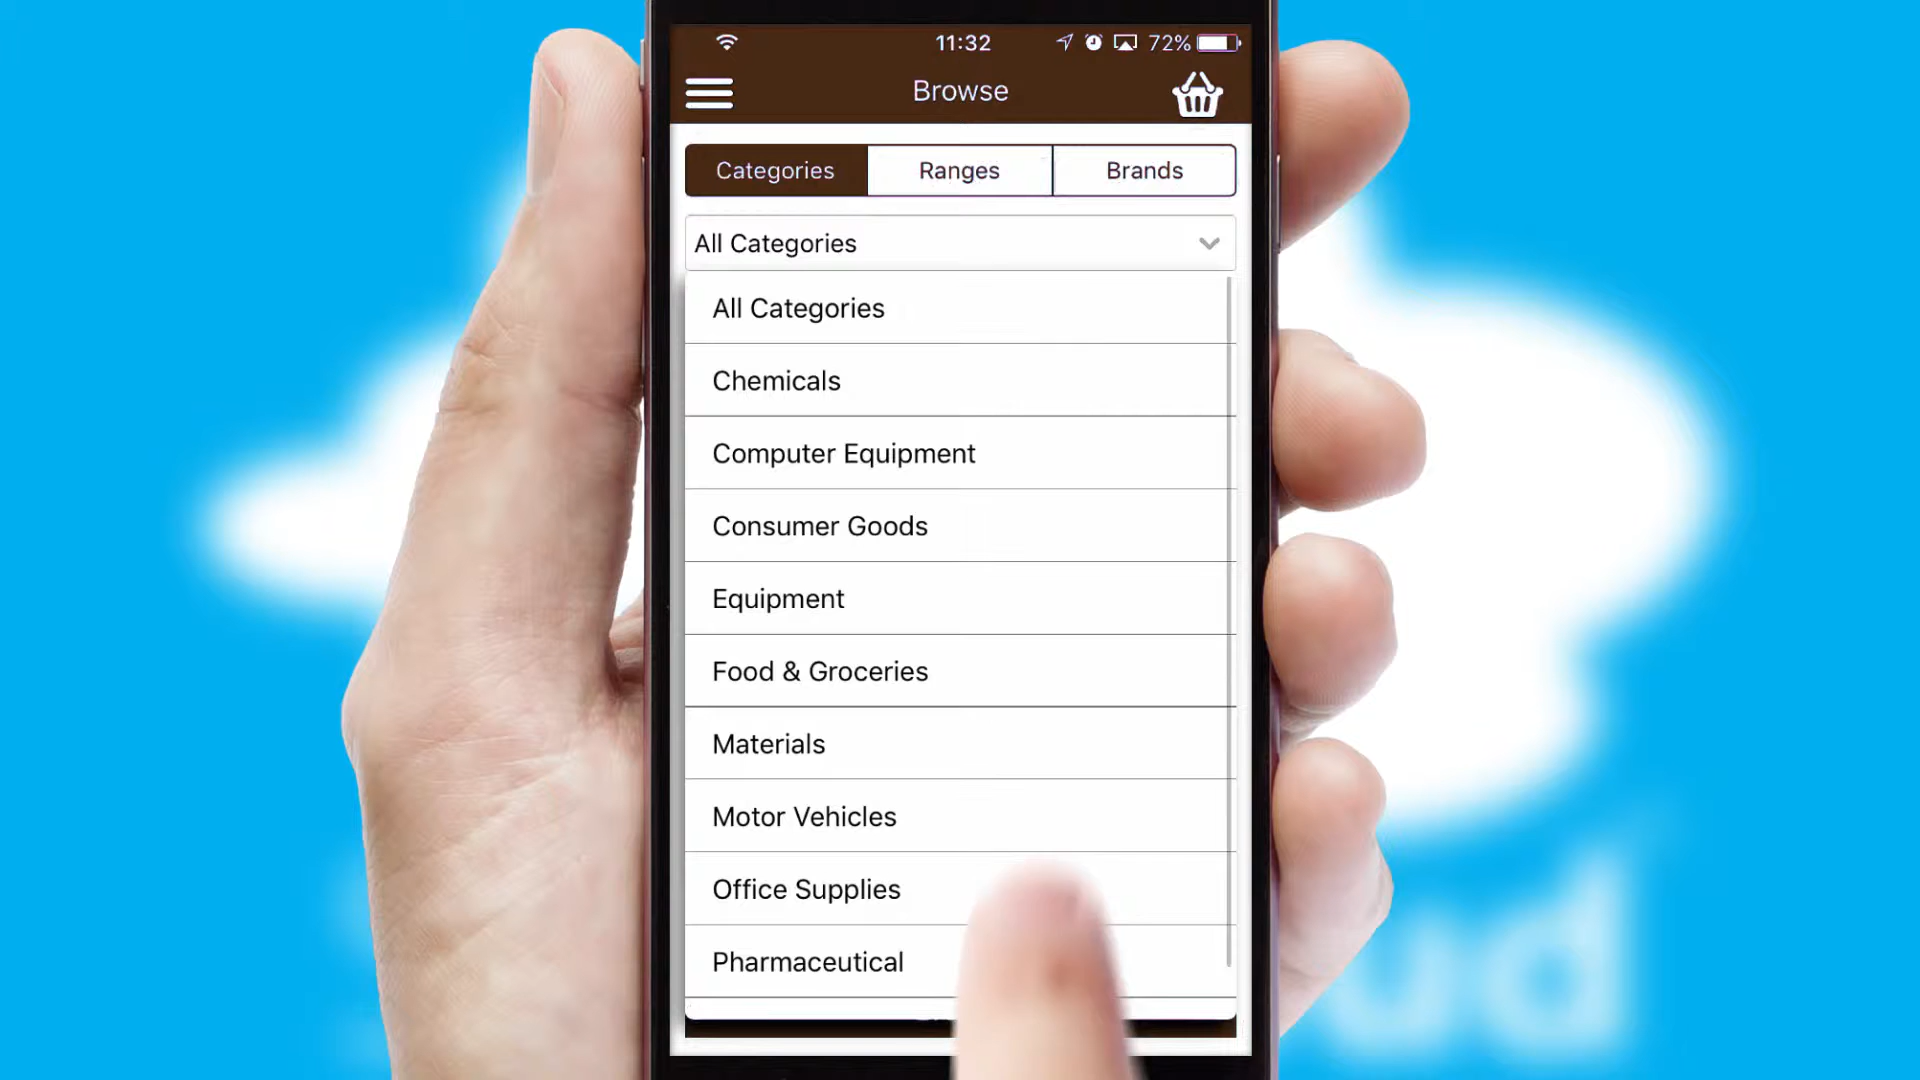 11:32 72%
Browse
Categories Ranges Brands
All Categories
All Categories
Chemicals
Computer Equipment
Consumer Goods
Equipment
Food & Groceries
Materials
Motor Vehicles
Office Supplies
Pharmaceutical